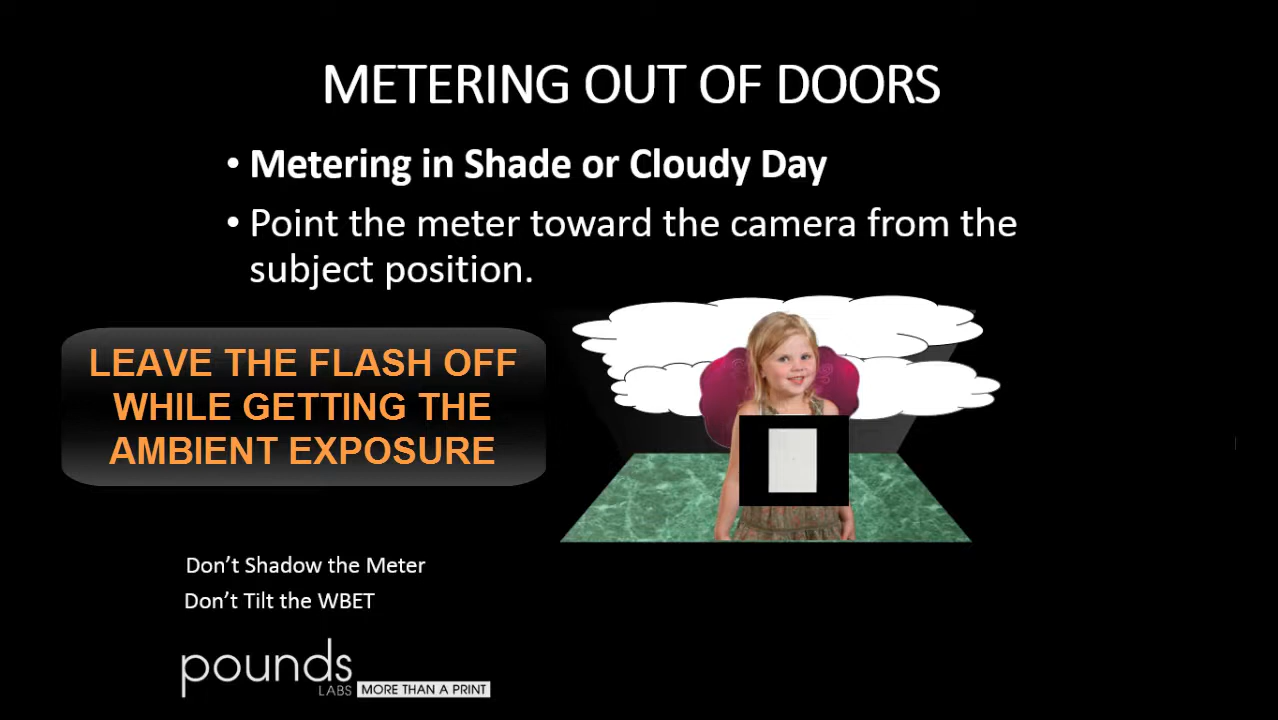 METERING OUT OF DOORS
• Metering in Shade or Cloudy Day
• Point the meter toward the camera from the
subject position.
LEAVE THE FLASH OFF
WHILE GETTING THE
AMBIENT EXPOSURE
Don’t Shadow the Meter
Don’t Tilt the WBET
pounds
LABS MORE THAN A PRINT